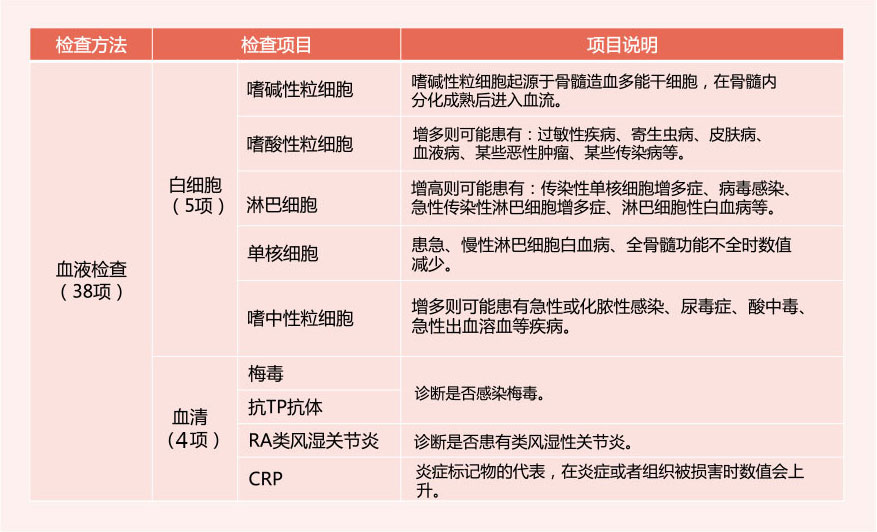 检查方法 检查项目 项目说明
血液检查
（38项）
白细胞
（5项）
嗜碱性粒细胞
嗜碱性粒细胞起源于骨髓造血多能干细胞，在骨髓内
分化成熟后进入血流。
嗜酸性粒细胞
增多则可能患有：过敏性疾病、寄生虫病、皮肤病、
血液病、某些恶性肿瘤、某些传染病等。
淋巴细胞
增高则可能患有：传染性单核细胞增多症、病毒感染、
急性传染性淋巴细胞增多症、淋巴细胞性白血病等。
单核细胞
患急、慢性淋巴细胞白血病、全骨髓功能不全时数值
减少。
嗜中性粒细胞
增多则可能患有急性或化脓性感染、尿毒症、酸中毒、
急性出血溶血等疾病。
血清
（4项）
梅毒
抗TP抗体
诊断是否感染梅毒。
RA类风湿关节炎
诊断是否患有类风湿性关节炎。
CRP
炎症标记物的代表，在炎症或者组织被损害时数值会上
升。